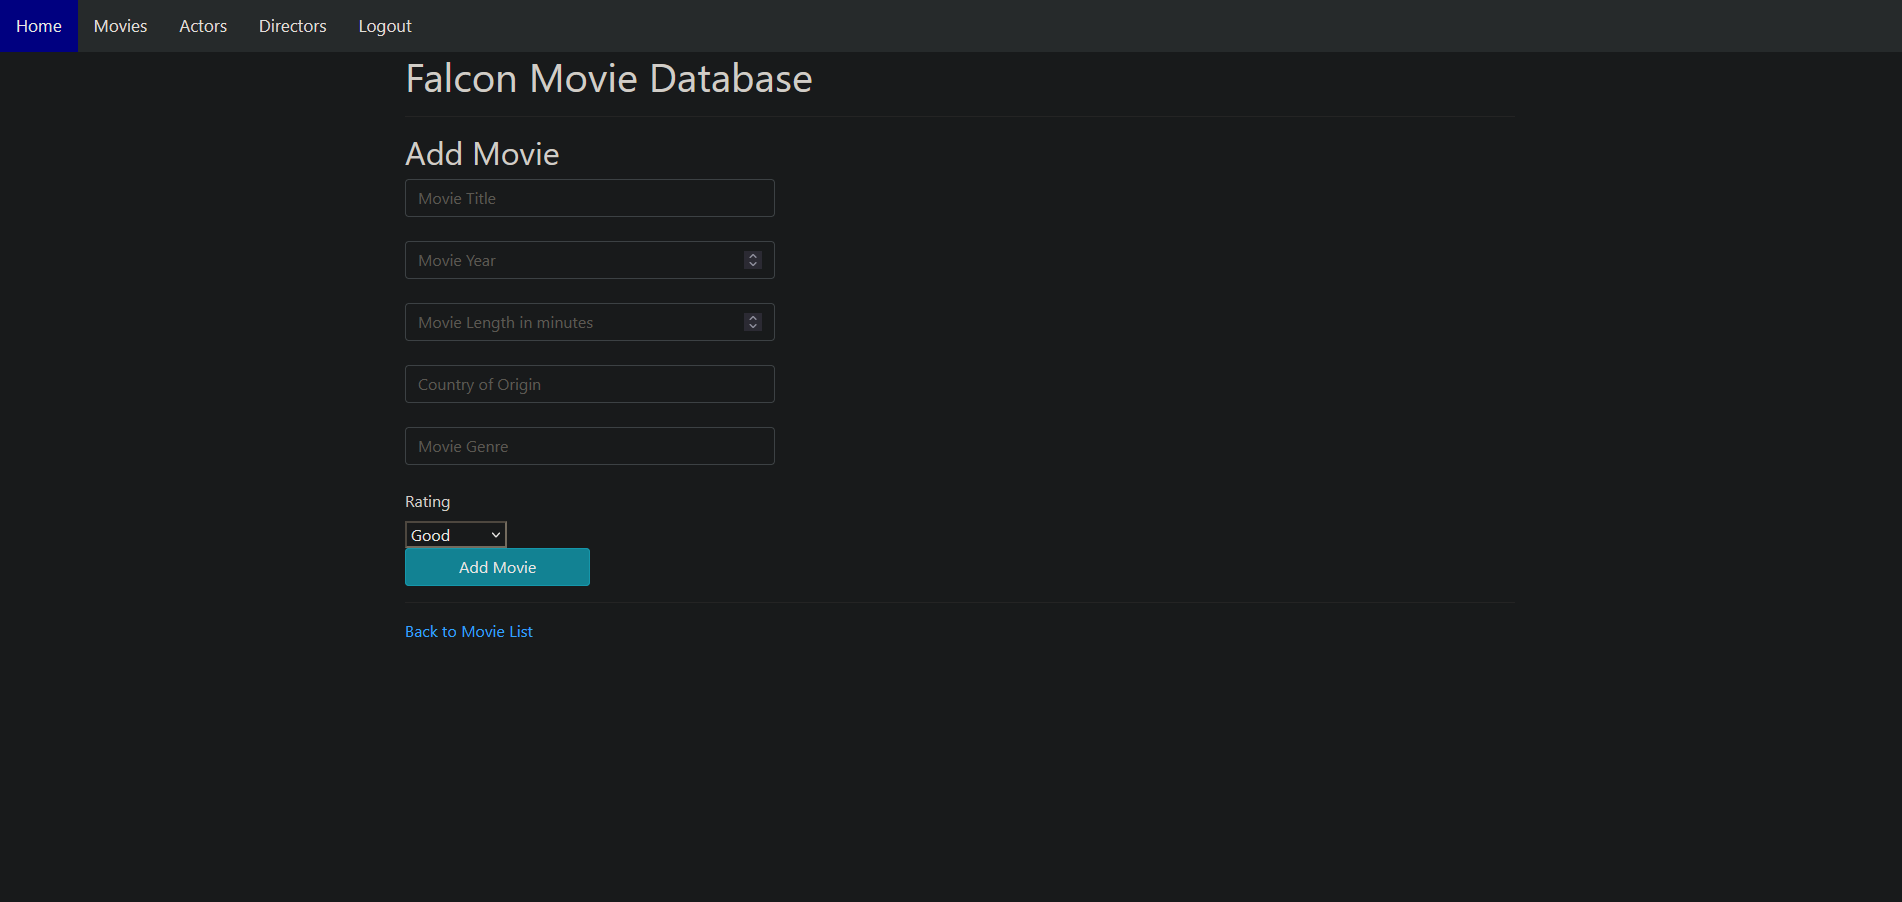 Home Movies Actors Directors Logout
Falcon Movie Database
Add Movie
Movie Title
Movie Year
Movie Length in minutes
Country of Origin
Movie Genre
Rating
Good
Add Movie
Back to Movie List